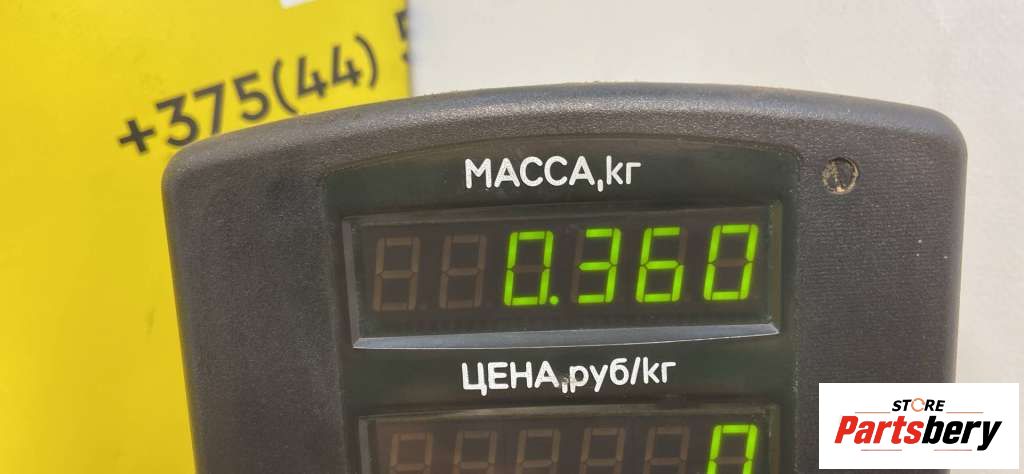 +375(44)
МАССА,кг
0.360
ЦЕНА,руб/кг
0
STORE
Partsbery